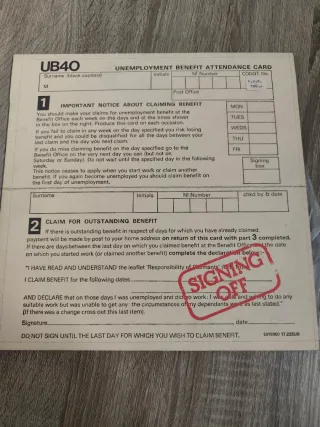 UB40 UNEMPLOYMENT BENEFIT ATTENDANCE CARD
Surname (block capitals) Initials NI Number CODOT No.
M
Post Office
1 IMPORTANT NOTICE ABOUT CLAIMING BENEFIT
You should make your claims for unemployment benefit at the
Benefit Office each week on the days and at the times shown
in the box on the right. Produce this card on each occasion.
If you fail to claim in any week on the day specified you risk losing
benefit and you could be disqualified for all the days between your
last claim and the day you next claim.
If you do miss claiming benefit on the day specified go to the
Benefit Office on the very next day you can (but not on
Saturday or Sunday). Do not wait until the specified day in the following
week.
This notice ceases to apply when you start work or claim another
benefit. If you again become unemployed you should claim benefit on
the first day of unemployment.
MON
TUES
WEDS
THU
FRI
Signing
box
Surname Initials NI Number chkd by & date
2 CLAIM FOR OUTSTANDING BENEFIT
If there is outstanding benefit in respect of days for which you have already claimed,
payment will be made by post to your home address on return of this card with part 3 completed.
If there are days between the last day on which you claimed benefit at the Benefit Office and the date
on which you started work (or claimed another benefit) complete the declaration below:-
"I HAVE READ AND UNDERSTAND the leaflet 'Responsibility of
I CLAIM BENEFIT for the following dates
AND DECLARE that on those days I was unemployed and did no work; I was able and willing to do any
suitable work but was unable to get any; the circumstances of my dependants were as last stated."
(If there was a change cross out this last item).
Signature date
DO NOT SIGN UNTIL THE LAST DAY FOR WHICH YOU WISH TO CLAIM BENEFIT.
SIGNING
OFF